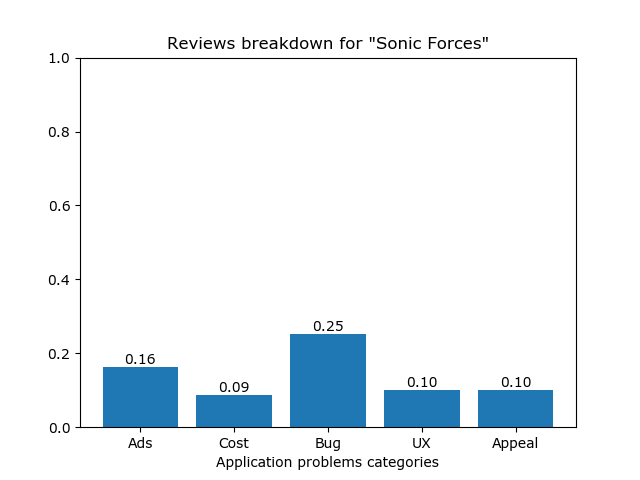 Reviews breakdown for "Sonic Forces"
1.0
0.8
0.6
0.4
0.2
0.0
0.16
0.09
0.25
0.10
0.10
Ads
Cost
Bug
UX
Appeal
Application problems categories